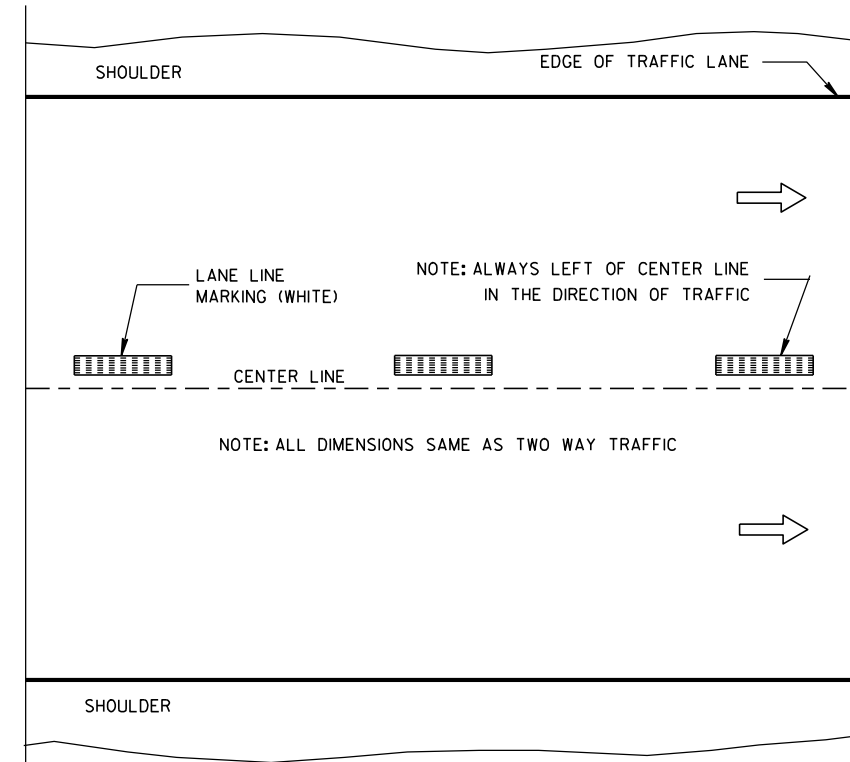 SHOULDER
EDGE OF TRAFFIC LANE
LANE LINE
MARKING (WHITE)
NOTE: ALWAYS LEFT OF CENTER LINE
IN THE DIRECTION OF TRAFFIC
CENTER LINE
NOTE: ALL DIMENSIONS SAME AS TWO WAY TRAFFIC
SHOULDER